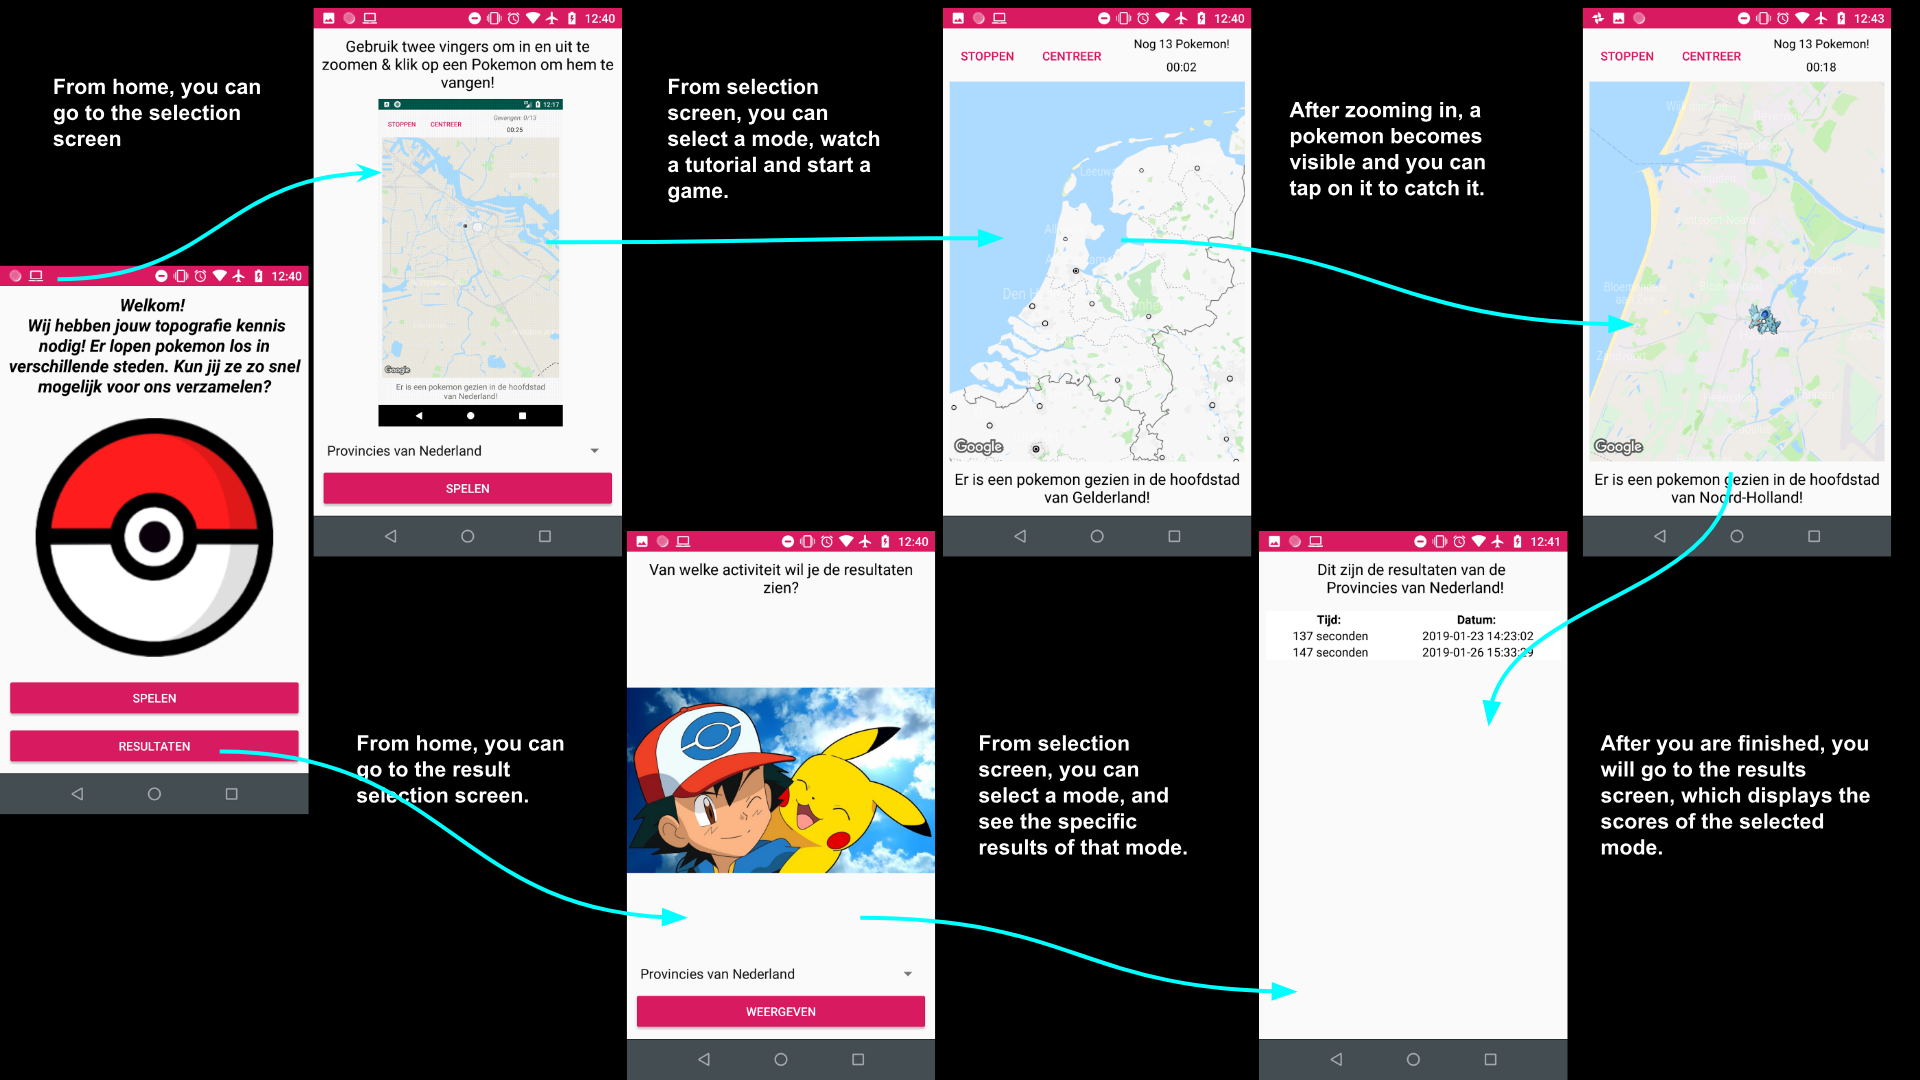 From home, you can
go to the selection
screen
12:40
Gebruik twee vingers om in en uit te
zoomen & klik op een Pokemon om hem te
vangen!
12:17
STOPPEN CENTREER Gevangen: 0/13
00:25
Google
Er is een pokemon gezien in de hoofdstad
van Nederland!
Provincies van Nederland
SPELEN
From selection
screen, you can
select a mode, watch
a tutorial and start a
game.
12:40
STOPPEN CENTREER Nog 13 Pokemon!
00:02
Google
Er is een pokemon gezien in de hoofdstad
van Gelderland!
After zooming in, a
pokemon becomes
visible and you can
tap on it to catch it.
12:43
STOPPEN CENTREER Nog 13 Pokemon!
00:18
Google
Er is een pokemon gezien in de hoofdstad
van Noord-Holland!
12:40
Welkom!
Wij hebben jouw topografie kennis
nodig! Er lopen pokemon los in
verschillende steden. Kun jij ze zo snel
mogelijk voor ons verzamelen?
SPELEN
RESULTATEN
From home, you can
go to the result
selection screen.
12:40
Van welke activiteit wil je de resultaten
zien?
Provincies van Nederland
WEERGEVEN
From selection
screen, you can
select a mode, and
see the specific
results of that mode.
12:41
Dit zijn de resultaten van de
Provincies van Nederland!
Tijd: Datum:
137 seconden 2019-01-23 14:23:02
147 seconden 2019-01-26 15:33:29
After you are finished, you
will go to the results
screen, which displays the
scores of the selected
mode.